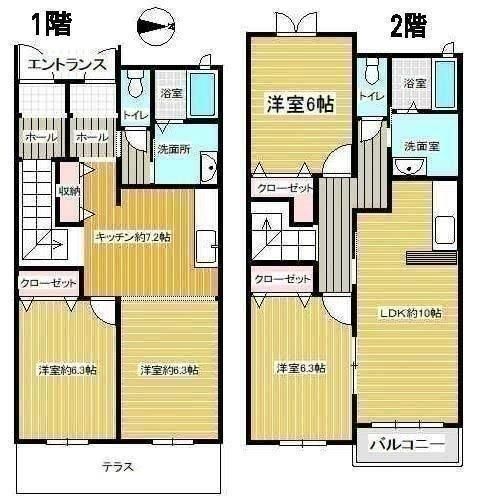 1階
エントランス
ホール
ホール
トイレ
浴室
洗面所
収納
キッチン約7.2帖
クローゼット
洋室約6.3帖
洋室約6.3帖
テラス
2階
洋室6帖
トイレ
浴室
洗面室
クローゼット
クローゼット
LDK約10帖
洋室6.3帖
バルコニー